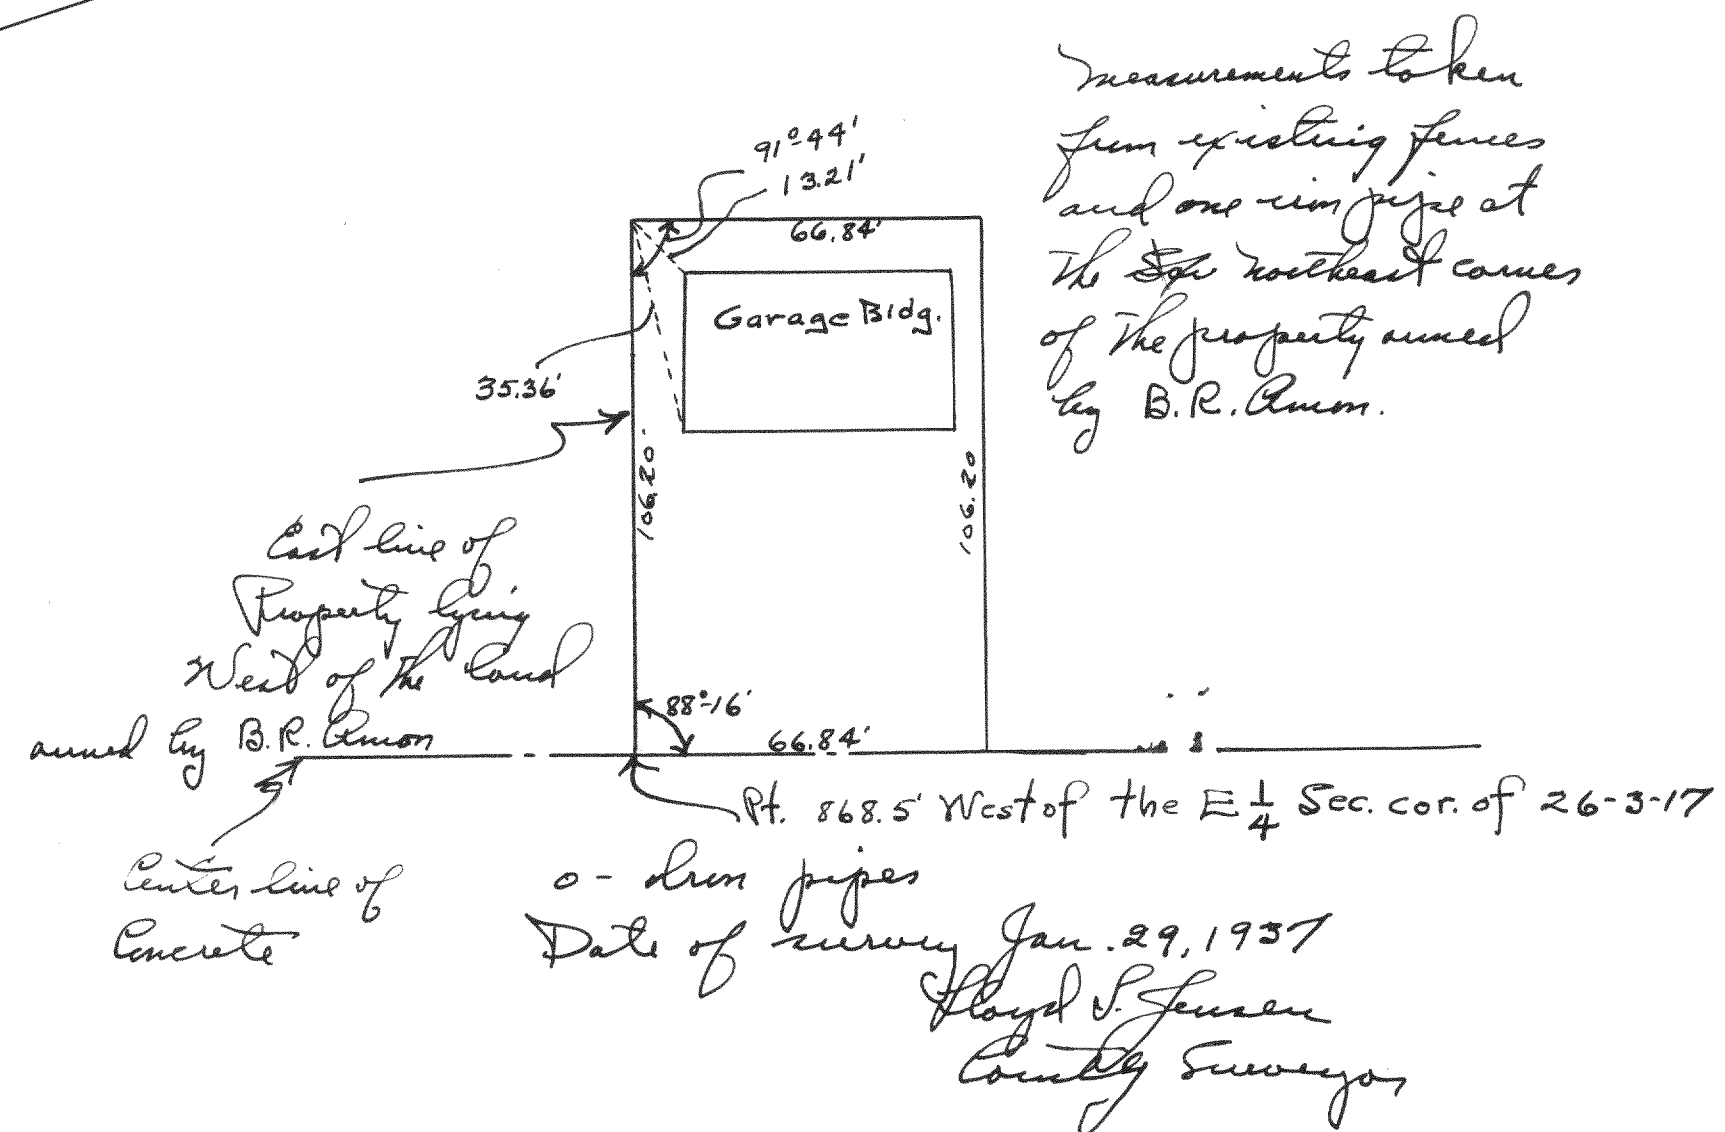 Measurements taken
from existing fences
and one iron pipe at
the northeast corner
of the property owned
by B.R. Amon.
91°-44'
13.21'
66.84'
Garage Bldg.
35.36'
106.20
106.20
East line of
Property lying
West of the land
owned by B.R. Amon
88°-16'
66.84'
Pt. 868.5' West of the E 1/4 Sec. cor. of 26-3-17
Center line of
Concrete
o - Iron pipes
Date of survey Jan. 29, 1937
Floyd S. Jensen
County Surveyor